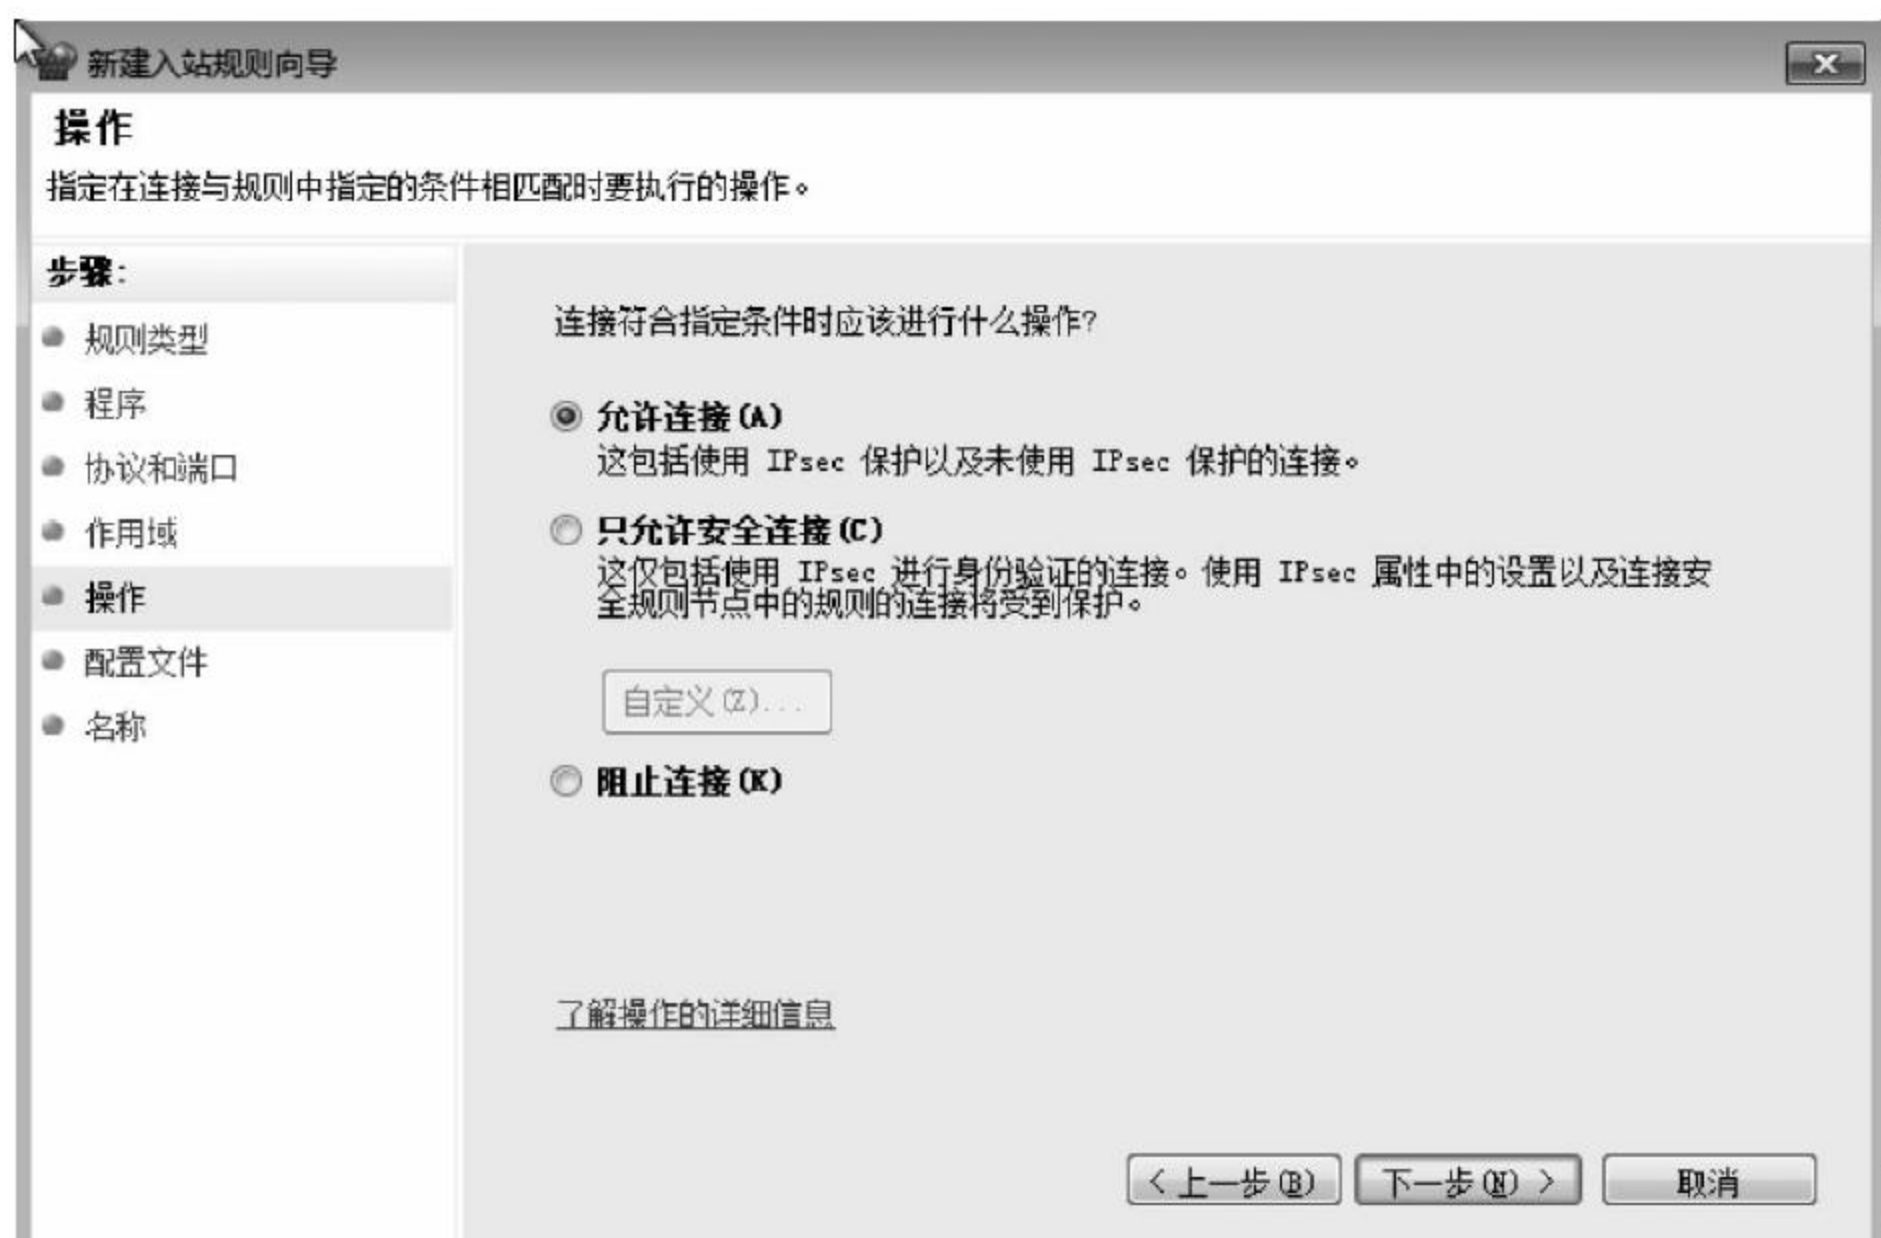 新建入站规则向导
操作
指定在连接与规则中指定的条件相匹配时要执行的操作。
步骤:
规则类型
程序
协议和端口
作用域
操作
配置文件
名称
连接符合指定条件时应该进行什么操作?
允许连接(A)
这包括使用 IPsec 保护以及未使用 IPsec 保护的连接。
只允许安全连接(C)
这仅包括使用 IPsec 进行身份验证的连接。使用 IPsec 属性中的设置以及连接安
全规则节点中的规则的连接将受到保护。
自定义(Z)...
阻止连接(K)
了解操作的详细信息
< 上一步(B) 下一步(N) > 取消